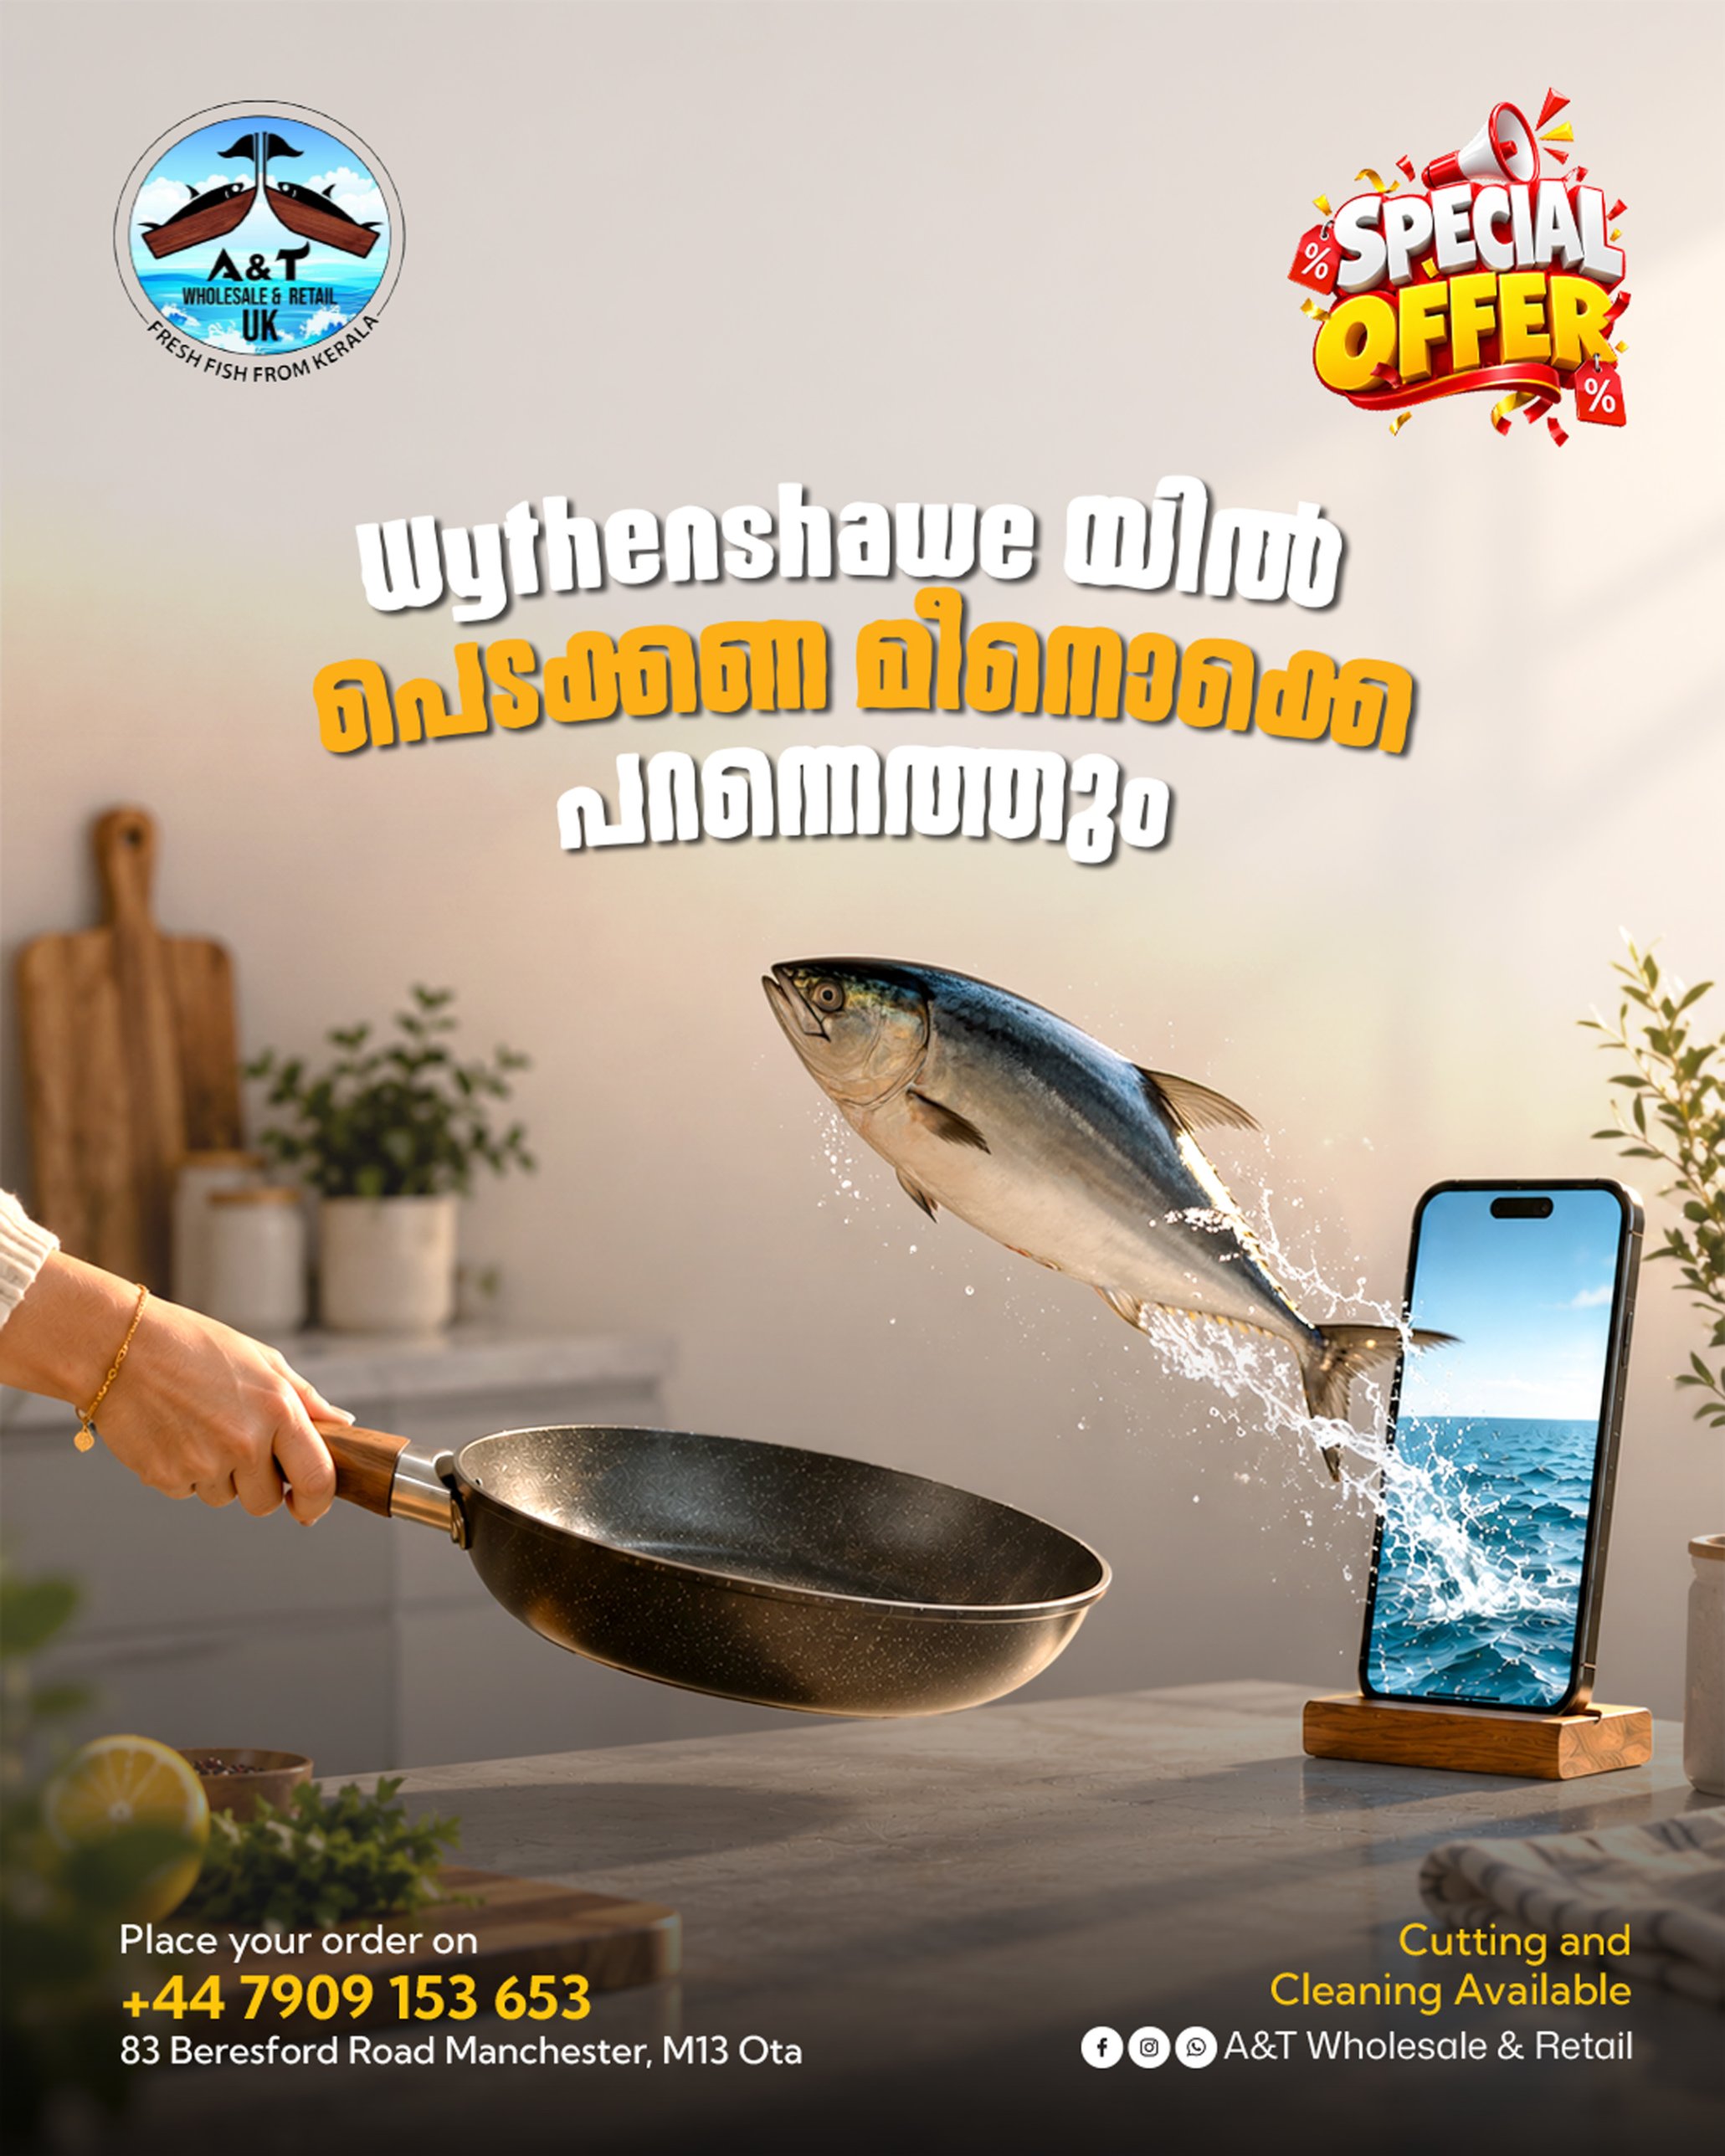 A&T
WHOLESALE & RETAIL
UK
FRESH FISH FROM KERALA
SPECIAL
OFFER
%
%
Wythenshawe യിൽ
പെടക്കണ മീനൊക്കെ
പറന്നെത്തും
Place your order on
+44 7909 153 653
83 Beresford Road Manchester, M13 Ota
Cutting and
Cleaning Available
A&T Wholesale & Retail